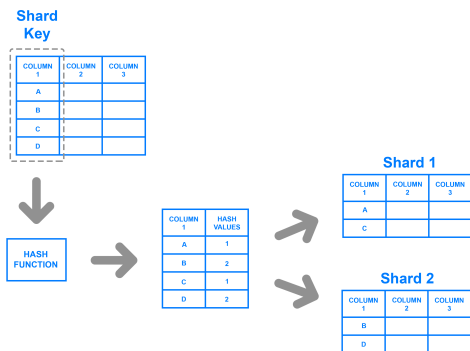 Shard
Key
COLUMN 1 COLUMN 2 COLUMN 3
A
B
C
D
HASH
FUNCTION
COLUMN 1 HASH VALUES
A 1
B 2
C 1
D 2
Shard 1
COLUMN 1 COLUMN 2 COLUMN 3
A
C
Shard 2
COLUMN 1 COLUMN 2 COLUMN 3
B
D